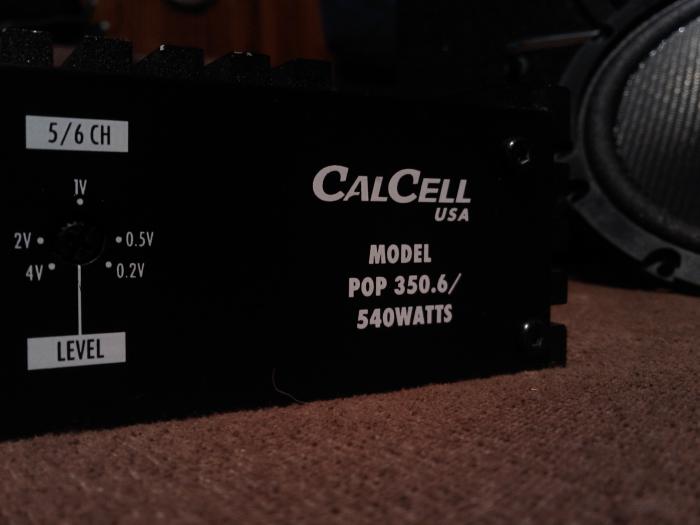 5/6 CH
1V
2V
0.5V
4V
0.2V
LEVEL
CALCELL
USA
MODEL
POP 350.6/
540WATTS